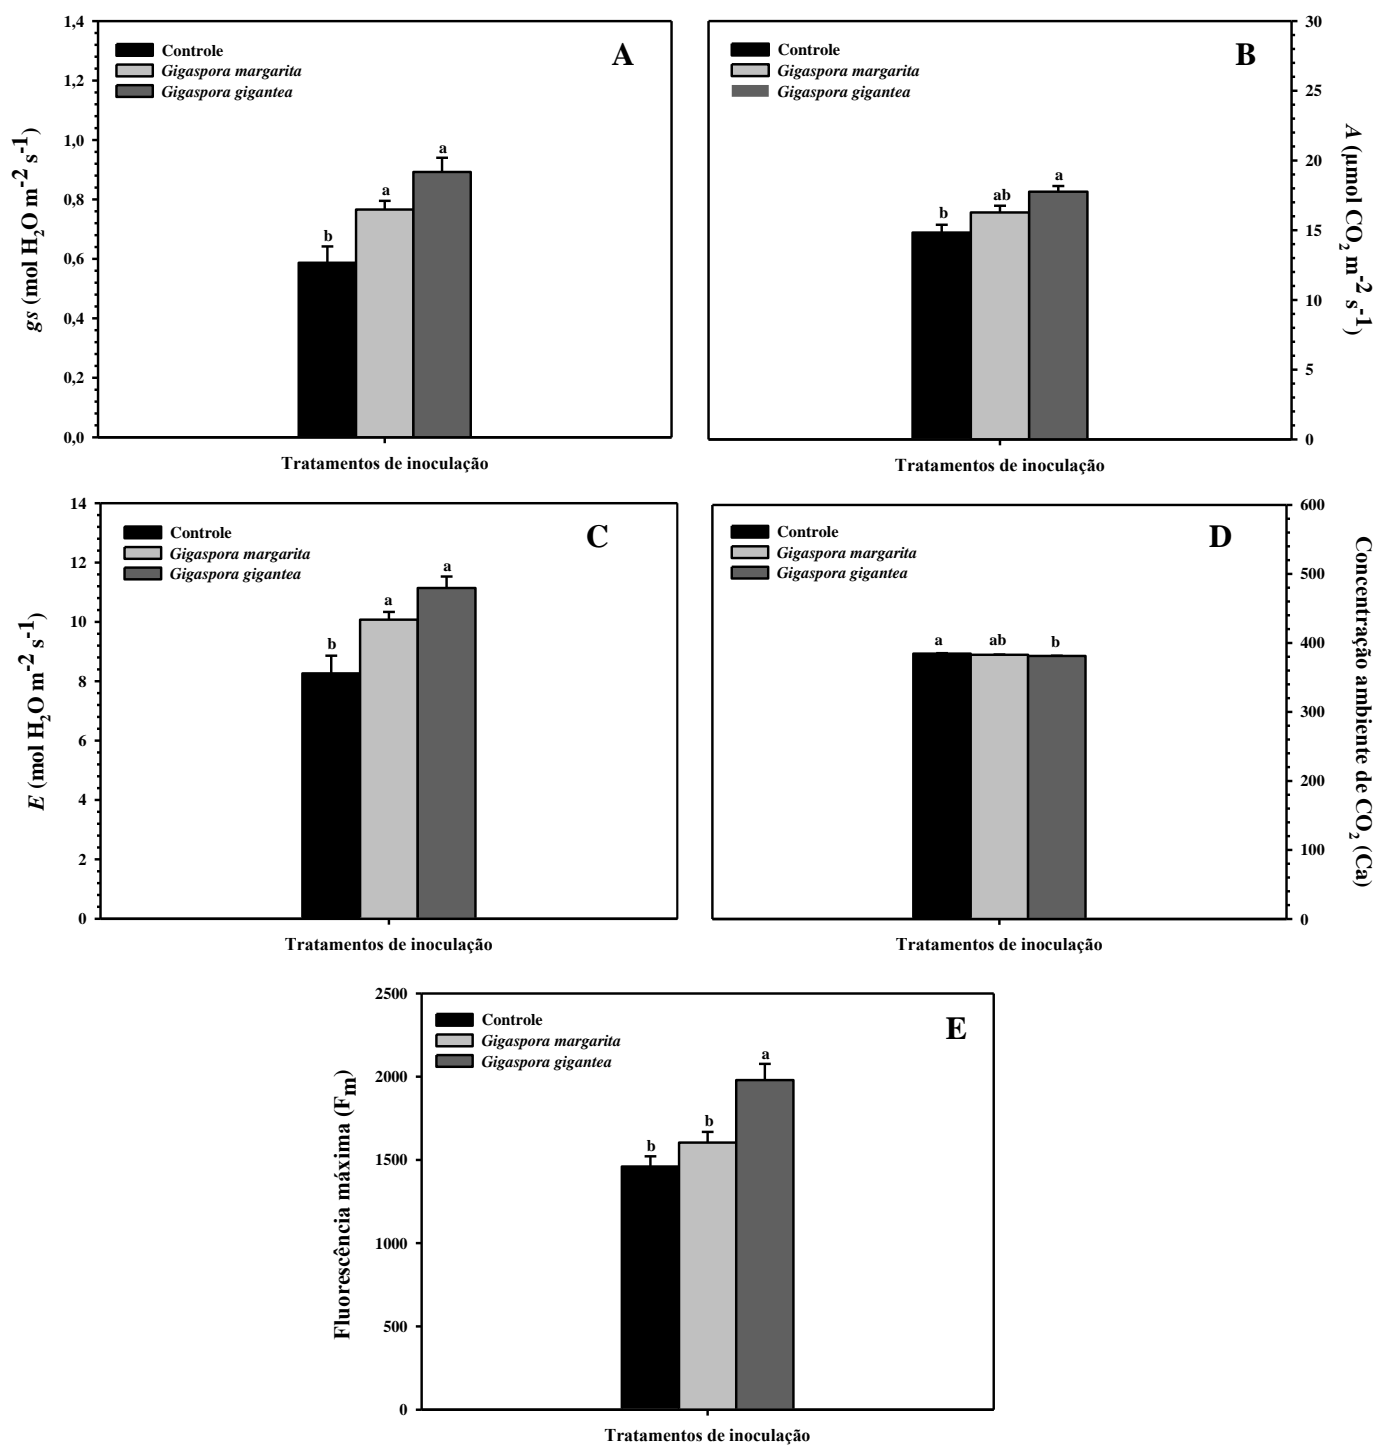 A
Controle
Gigaspora margarita
Gigaspora gigantea
1,4
1,2
1,0
0,8
0,6
0,4
0,2
0,0
gs (mol H2O m-2 s-1)
b
a
a
Tratamentos de inoculação
B
Controle
Gigaspora margarita
Gigaspora gigantea
30
25
20
15
10
5
0
A (µmol CO2 m-2 s-1)
b
ab
a
Tratamentos de inoculação
C
Controle
Gigaspora margarita
Gigaspora gigantea
14
12
10
8
6
4
2
0
E (mol H2O m-2 s-1)
b
a
a
Tratamentos de inoculação
D
Controle
Gigaspora margarita
Gigaspora gigantea
600
500
400
300
200
100
0
Concentração ambiente de CO2 (Ca)
a
ab
b
Tratamentos de inoculação
E
Controle
Gigaspora margarita
Gigaspora gigantea
2500
2000
1500
1000
500
0
Fluorescência máxima (Fm)
b
b
a
Tratamentos de inoculação